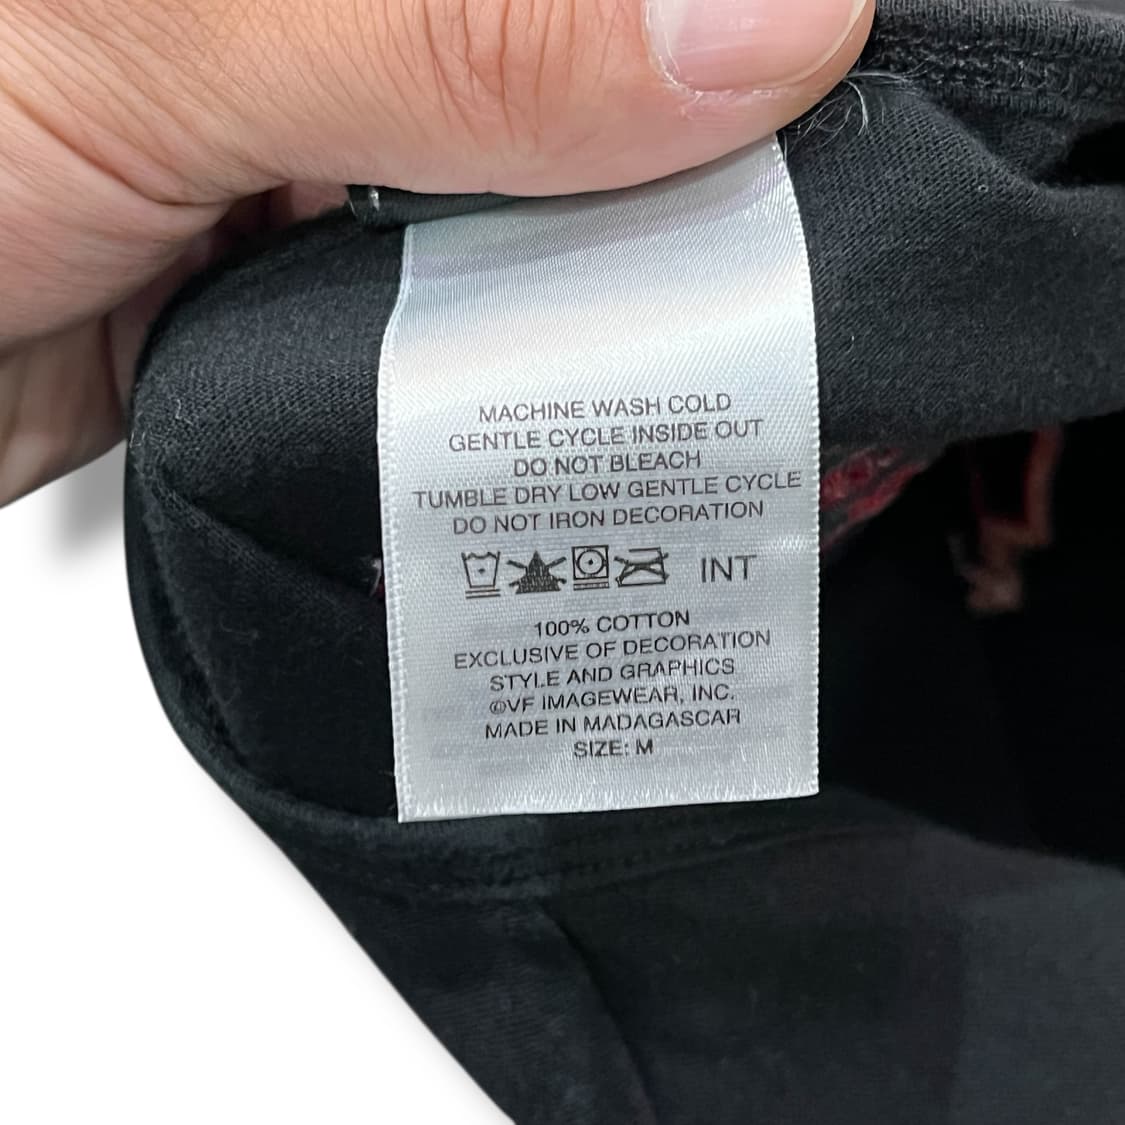 MACHINE WASH COLD
GENTLE CYCLE INSIDE OUT
DO NOT BLEACH
TUMBLE DRY LOW GENTLE CYCLE
DO NOT IRON DECORATION
INT
100% COTTON
EXCLUSIVE OF DECORATION
STYLE AND GRAPHICS
©VF IMAGEWEAR, INC.
MADE IN MADAGASCAR
SIZE: M